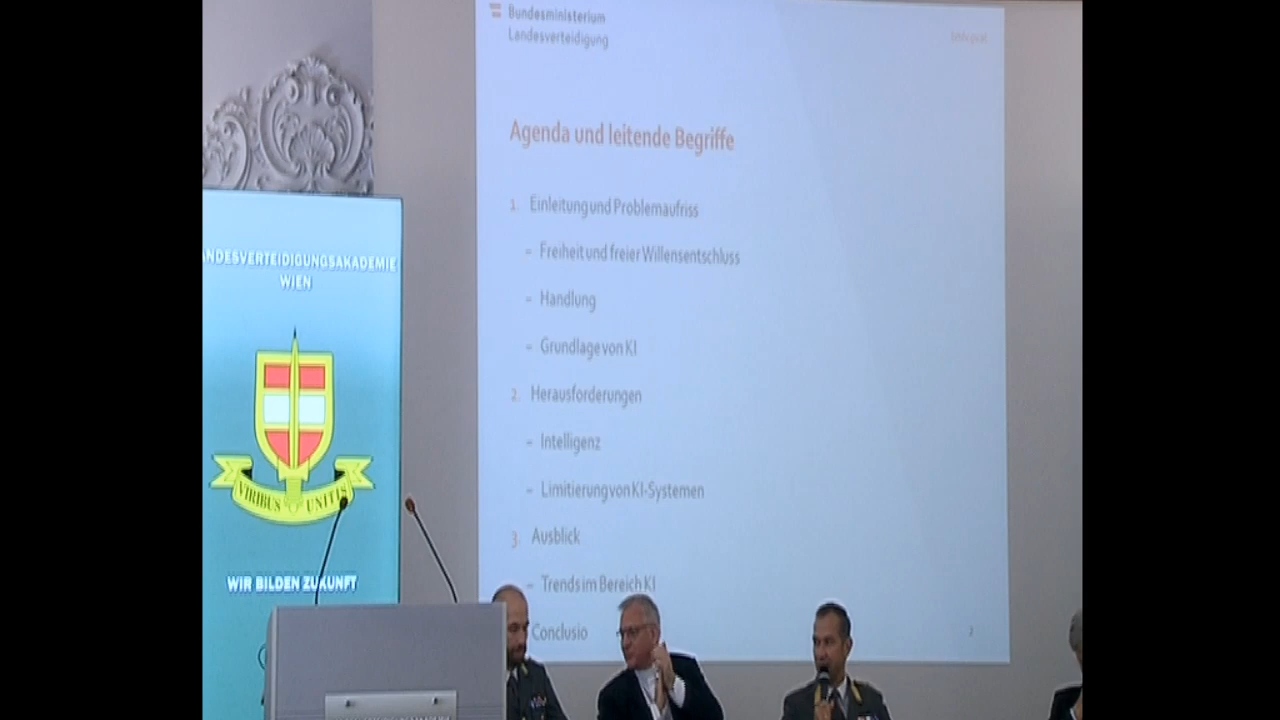 Bundesministerium
Landesverteidigung
Agenda und leitende Begriffe
1. Einleitung und Problemaufriss
– Freiheit und freier Willensentschluss
– Handlung
– Grundlage von KI
2. Herausforderungen
– Intelligenz
– Limitierung von KI-Systemen
3. Ausblick
– Trends im Bereich KI
Conclusio
2
ANDESVERTEIDIGUNGSAKADEMIE
WIEN
VIRIBUS UNITIS
WIR BILDEN ZUKUNFT